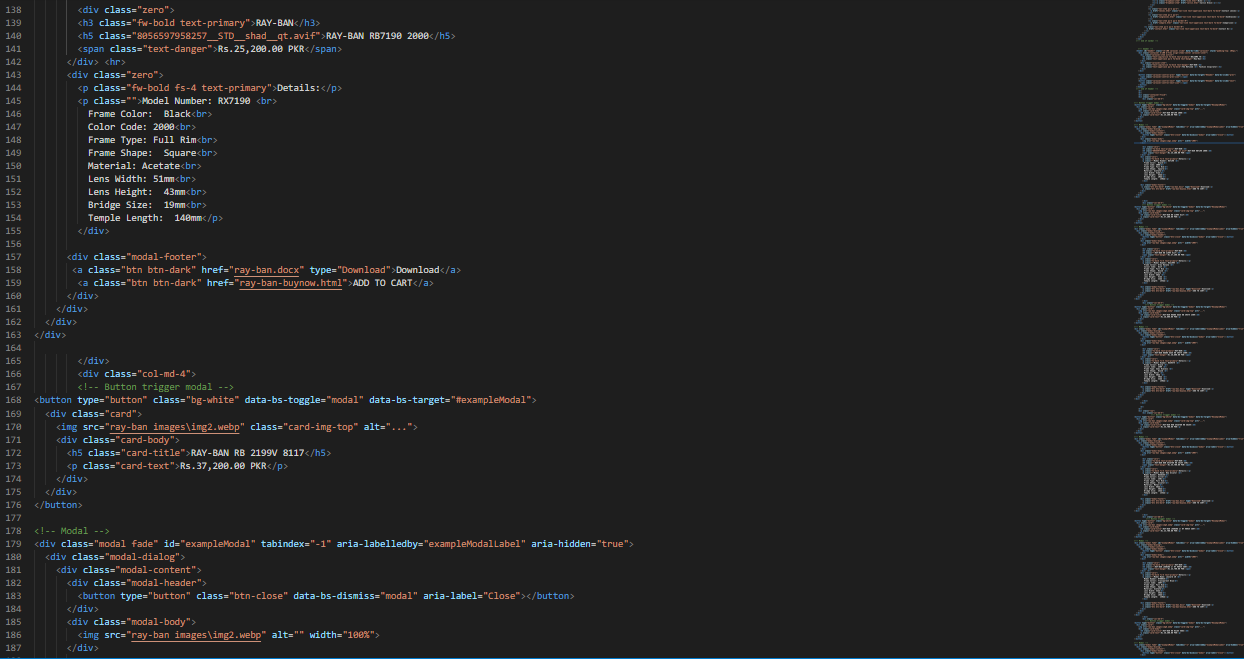 138 <div class="zero">
139 <h3 class="fw-bold text-primary">RAY-BAN</h3>
140 <h5 class="8056597958257__STD__shad__qt.avif">RAY-BAN RB7190 2000</h5>
141 <span class="text-danger">Rs.25,200.00 PKR</span>
142 </div> <hr>
143 <div class="zero">
144 <p class="fw-bold fs-4 text-primary">Details:</p>
145 <p class="">Model Number: RX7190 <br>
146 Frame Color:  Black<br>
147 Color Code: 2000<br>
148 Frame Type: Full Rim<br>
149 Frame Shape:  Square<br>
150 Material: Acetate<br>
151 Lens Width: 51mm<br>
152 Lens Height:  43mm<br>
153 Bridge Size:  19mm<br>
154 Temple Length:  140mm</p>
155 </div>
156
157 <div class="modal-footer">
158 <a class="btn btn-dark" href="ray-ban.docx" type="Download">Download</a>
159 <a class="btn btn-dark" href="ray-ban-buynow.html">ADD TO CART</a>
160 </div>
161 </div>
162 </div>
163 </div>
164
165 </div>
166 <div class="col-md-4">
167 <!-- Button trigger modal -->
168 <button type="button" class="bg-white" data-bs-toggle="modal" data-bs-target="#exampleModal">
169 <div class="card">
170 <img src="ray-ban images\img2.webp" class="card-img-top" alt="...">
171 <div class="card-body">
172 <h5 class="card-title">RAY-BAN RB 2199V 8117</h5>
173 <p class="card-text">Rs.37,200.00 PKR</p>
174 </div>
175 </div>
176 </button>
177
178 <!-- Modal -->
179 <div class="modal fade" id="exampleModal" tabindex="-1" aria-labelledby="exampleModalLabel" aria-hidden="true">
180 <div class="modal-dialog">
181 <div class="modal-content">
182 <div class="modal-header">
183 <button type="button" class="btn-close" data-bs-dismiss="modal" aria-label="Close"></button>
184 </div>
185 <div class="modal-body">
186 <img src="ray-ban images\img2.webp" alt="" width="100%">
187 </div>